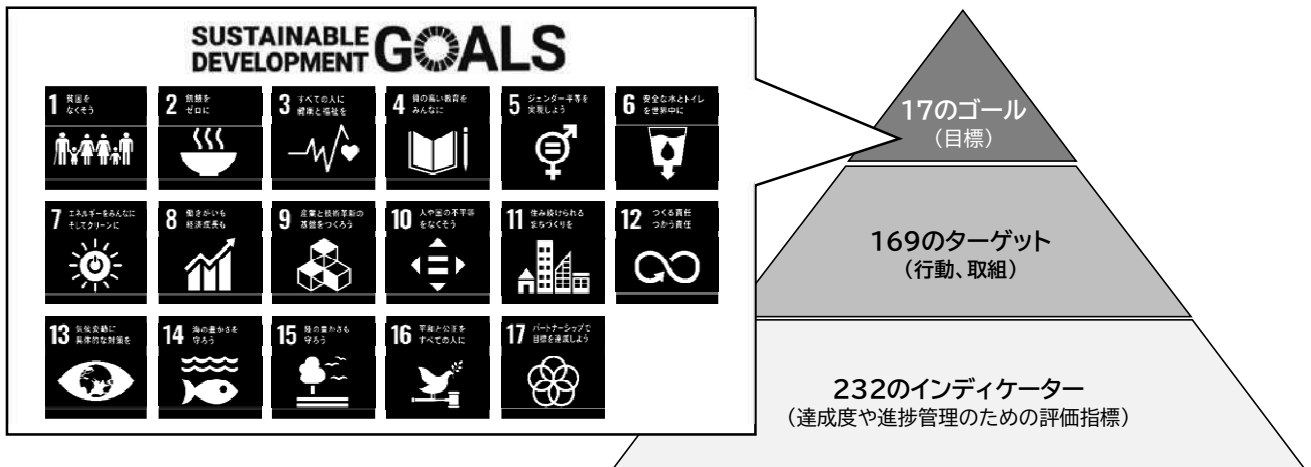 SUSTAINABLE
DEVELOPMENT
GOALS
1 貧困を
なくそう
2 飢餓を
ゼロに
3 すべての人に
健康と福祉を
4 質の高い教育を
みんなに
5 ジェンダー平等を
実現しよう
6 安全な水とトイレ
を世界中に
7 エネルギーをみんなに
そしてクリーンに
8 働きがいも
経済成長も
9 産業と技術革新の
基盤をつくろう
10 人や国の不平等
をなくそう
11 住み続けられる
まちづくりを
12 つくる責任
つかう責任
13 気候変動に
具体的な対策を
14 海の豊かさを
守ろう
15 陸の豊かさも
守ろう
16 平和と公正を
すべての人に
17 パートナーシップで
目標を達成しよう
17のゴール
(目標)
169のターゲット
(行動、取組)
232のインディケーター
(達成度や進捗管理のための評価指標)